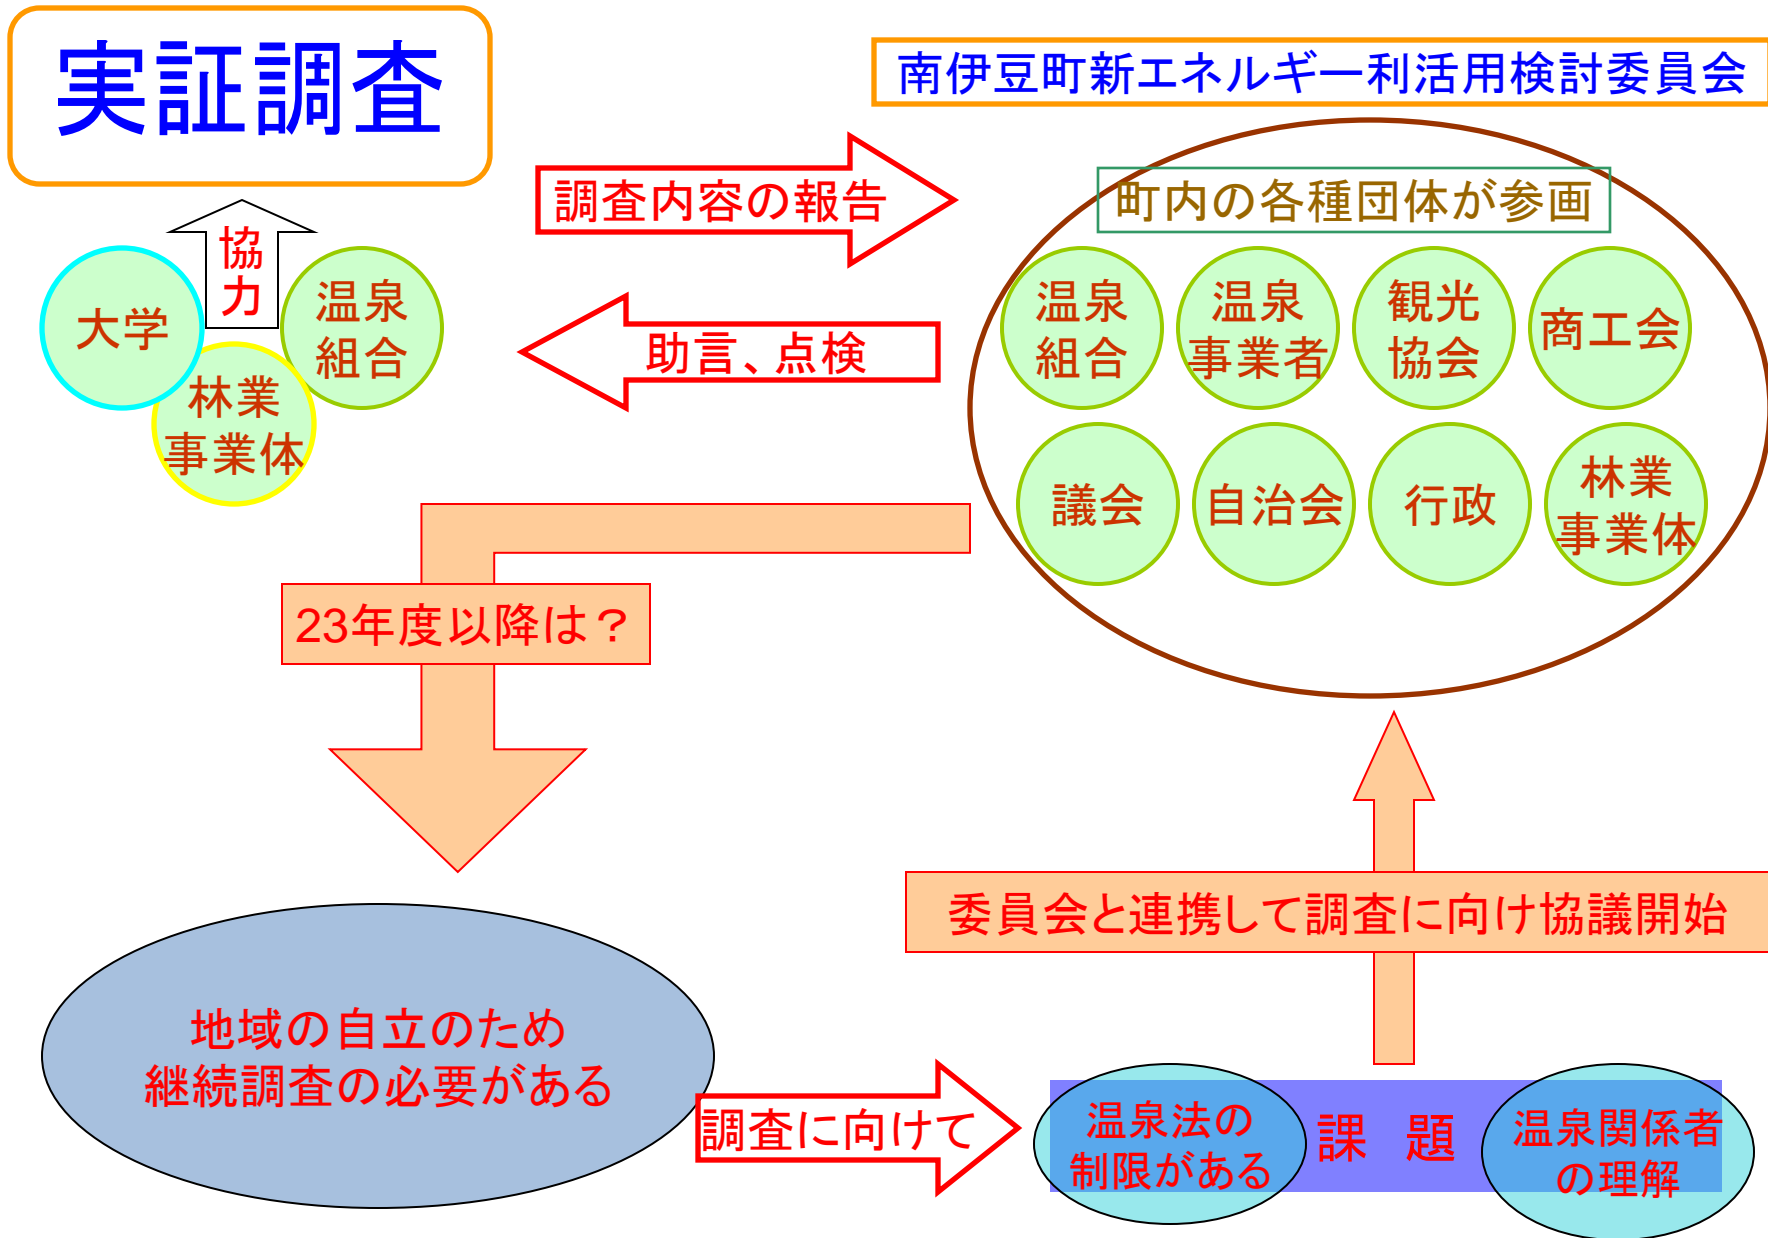 実証調査
南伊豆町新エネルギー利活用検討委員会
調査内容の報告
町内の各種団体が参画
協
力
大学
温泉
組合
林業
事業体
助言、点検
温泉
組合
温泉
事業者
観光
協会
商工会
議会
自治会
行政
林業
事業体
23年度以降は？
委員会と連携して調査に向け協議開始
地域の自立のため
継続調査の必要がある
調査に向けて
温泉法の
制限がある
課　題
温泉関係者
の理解